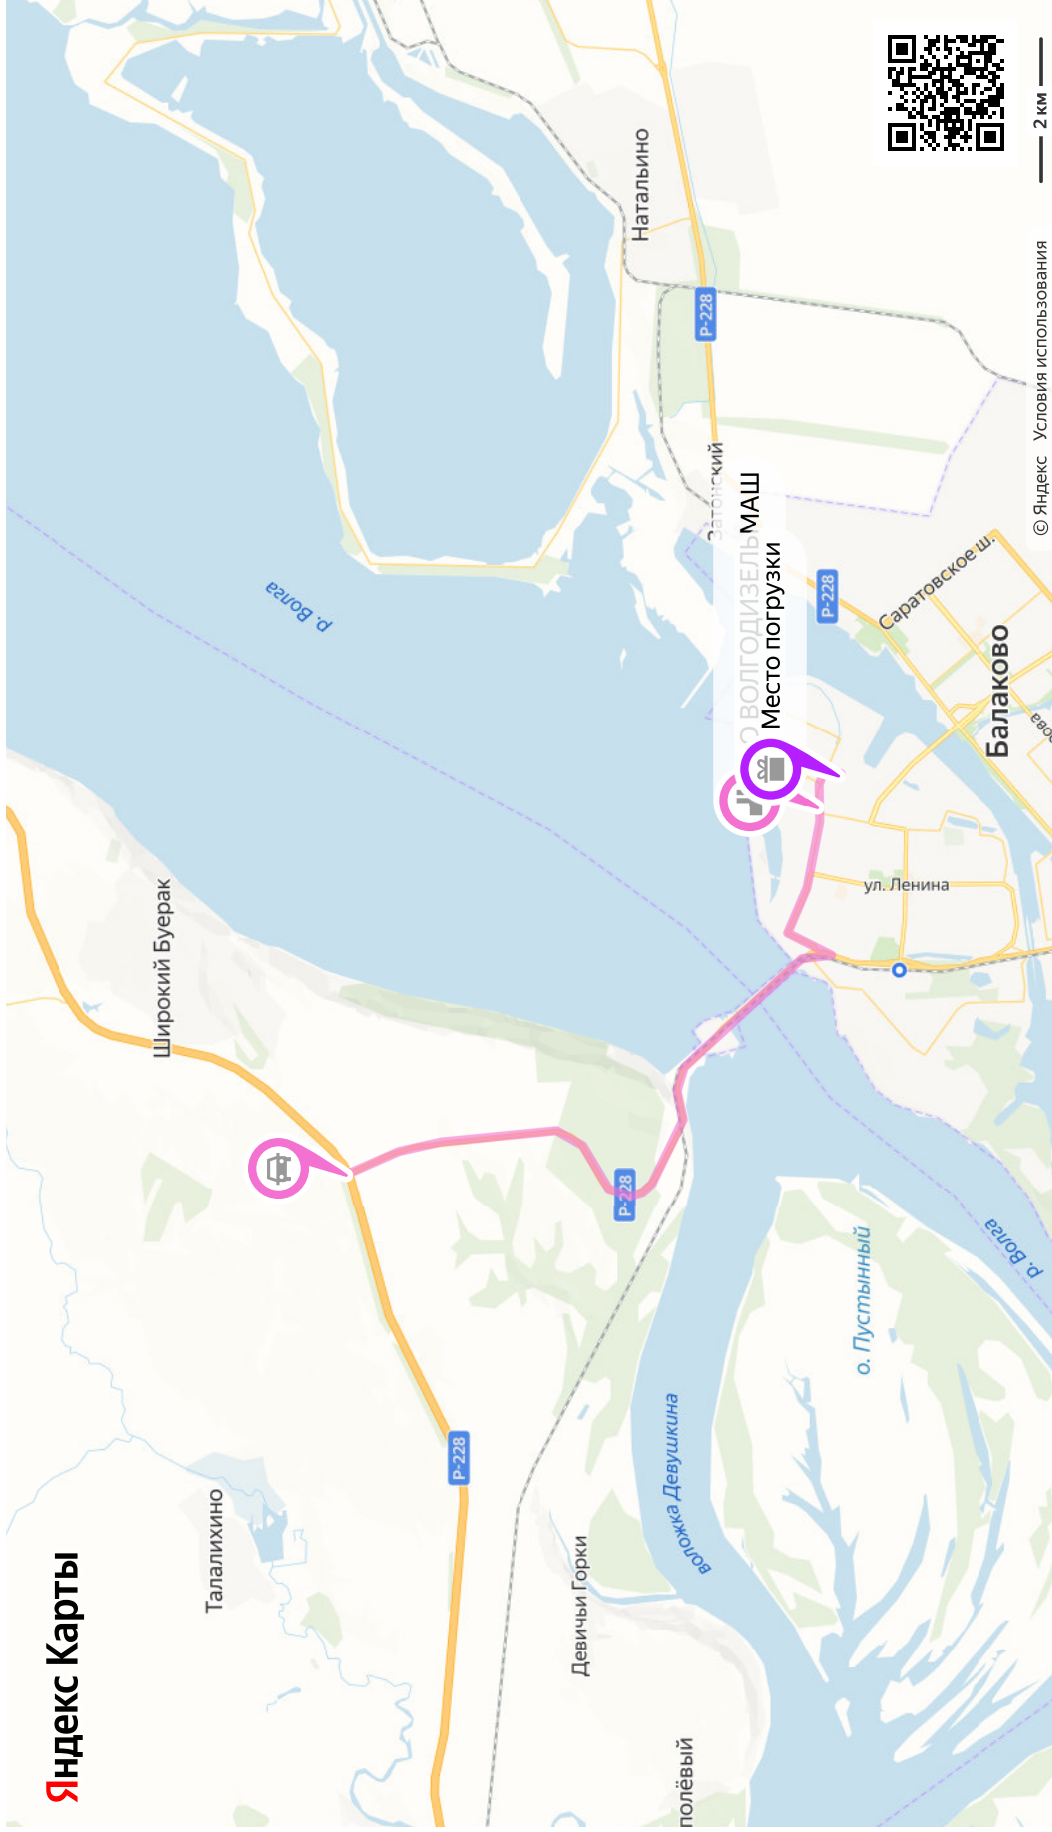 Яндекс Карты
Широкий Буерак
Талалихино
р. Волга
Натальино
Р-228
Р-228
Девичьи Горки
Р-228
воложка Девушкина
полёвый
Затонский
О ВОЛГОДИЗЕЛЬМАШ
Место погрузки
Р-228
Саратовское ш.
ул. Ленина
Балаково
о. Пустынный
р. Волга
рова
2 км
© Яндекс Условия использования